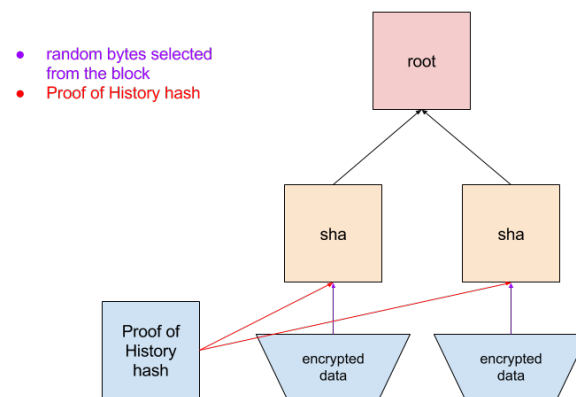 random bytes selected
from the block
Proof of History hash
root
sha
sha
Proof of
History
hash
encrypted
data
encrypted
data